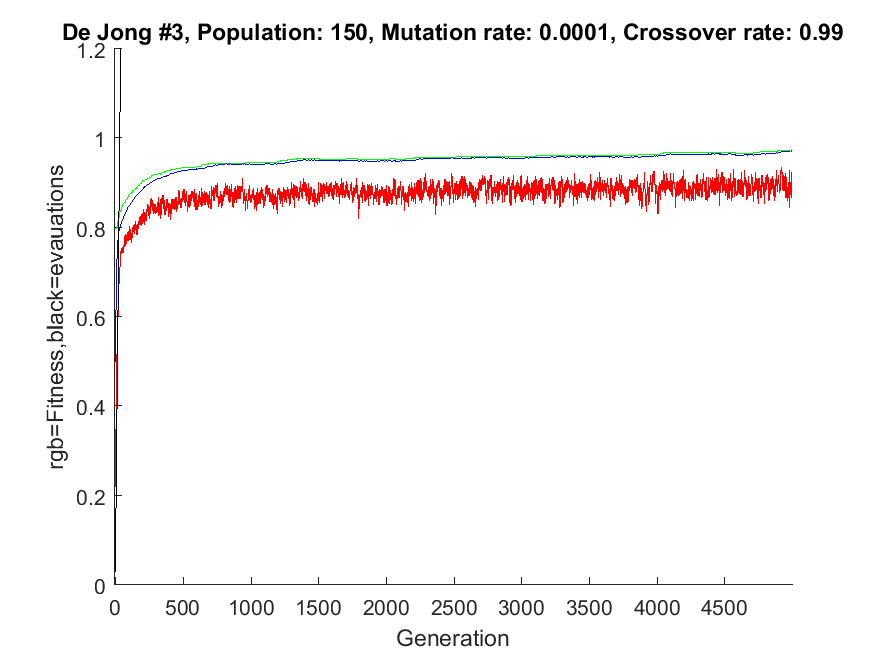 De Jong #3, Population: 150, Mutation rate: 0.0001, Crossover rate: 0.99
1.2
1
0.8
0.6
0.4
0.2
0
rgb=Fitness,black=evauations
0 500 1000 1500 2000 2500 3000 3500 4000 4500
Generation